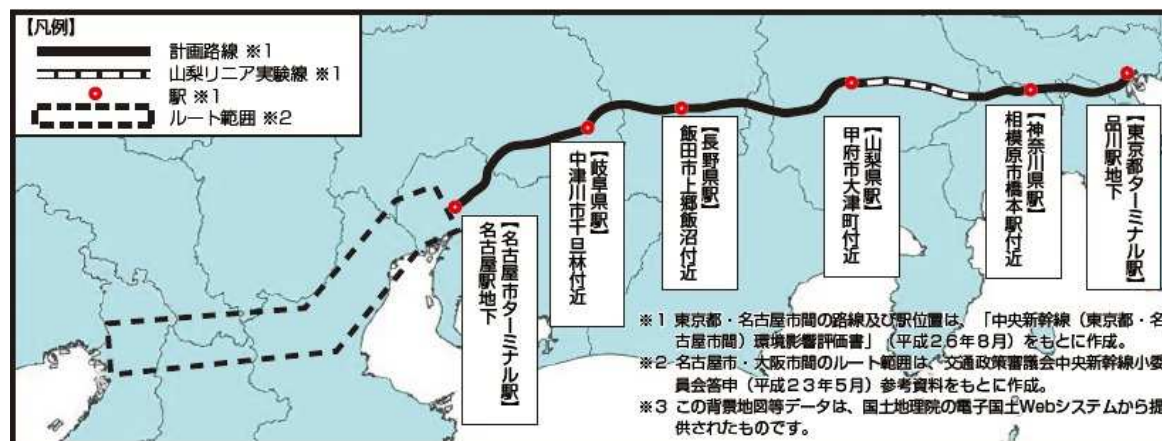 【凡例】
計画路線 ※1
山梨リニア実験線 ※1
駅 ※1
ルート範囲 ※2
【東京都ターミナル駅】
品川駅地下
【神奈川県駅】
相模原市橋本駅付近
【山梨県駅】
甲府市大津町付近
【長野県駅】
飯田市上郷飯沼付近
【岐阜県駅】
中津川市千旦林付近
【名古屋市ターミナル駅】
名古屋駅地下
※1 東京都・名古屋市間の路線及び駅位置は、「中央新幹線(東京都・名
古屋市間)環境影響評価書」(平成26年8月)をもとに作成。
※2 名古屋市・大阪市間のルート範囲は、交通政策審議会中央新幹線小委
員会答申(平成23年5月)参考資料をもとに作成。
※3 この背景地図等データは、国土地理院の電子国土Webシステムから提
供されたものです。